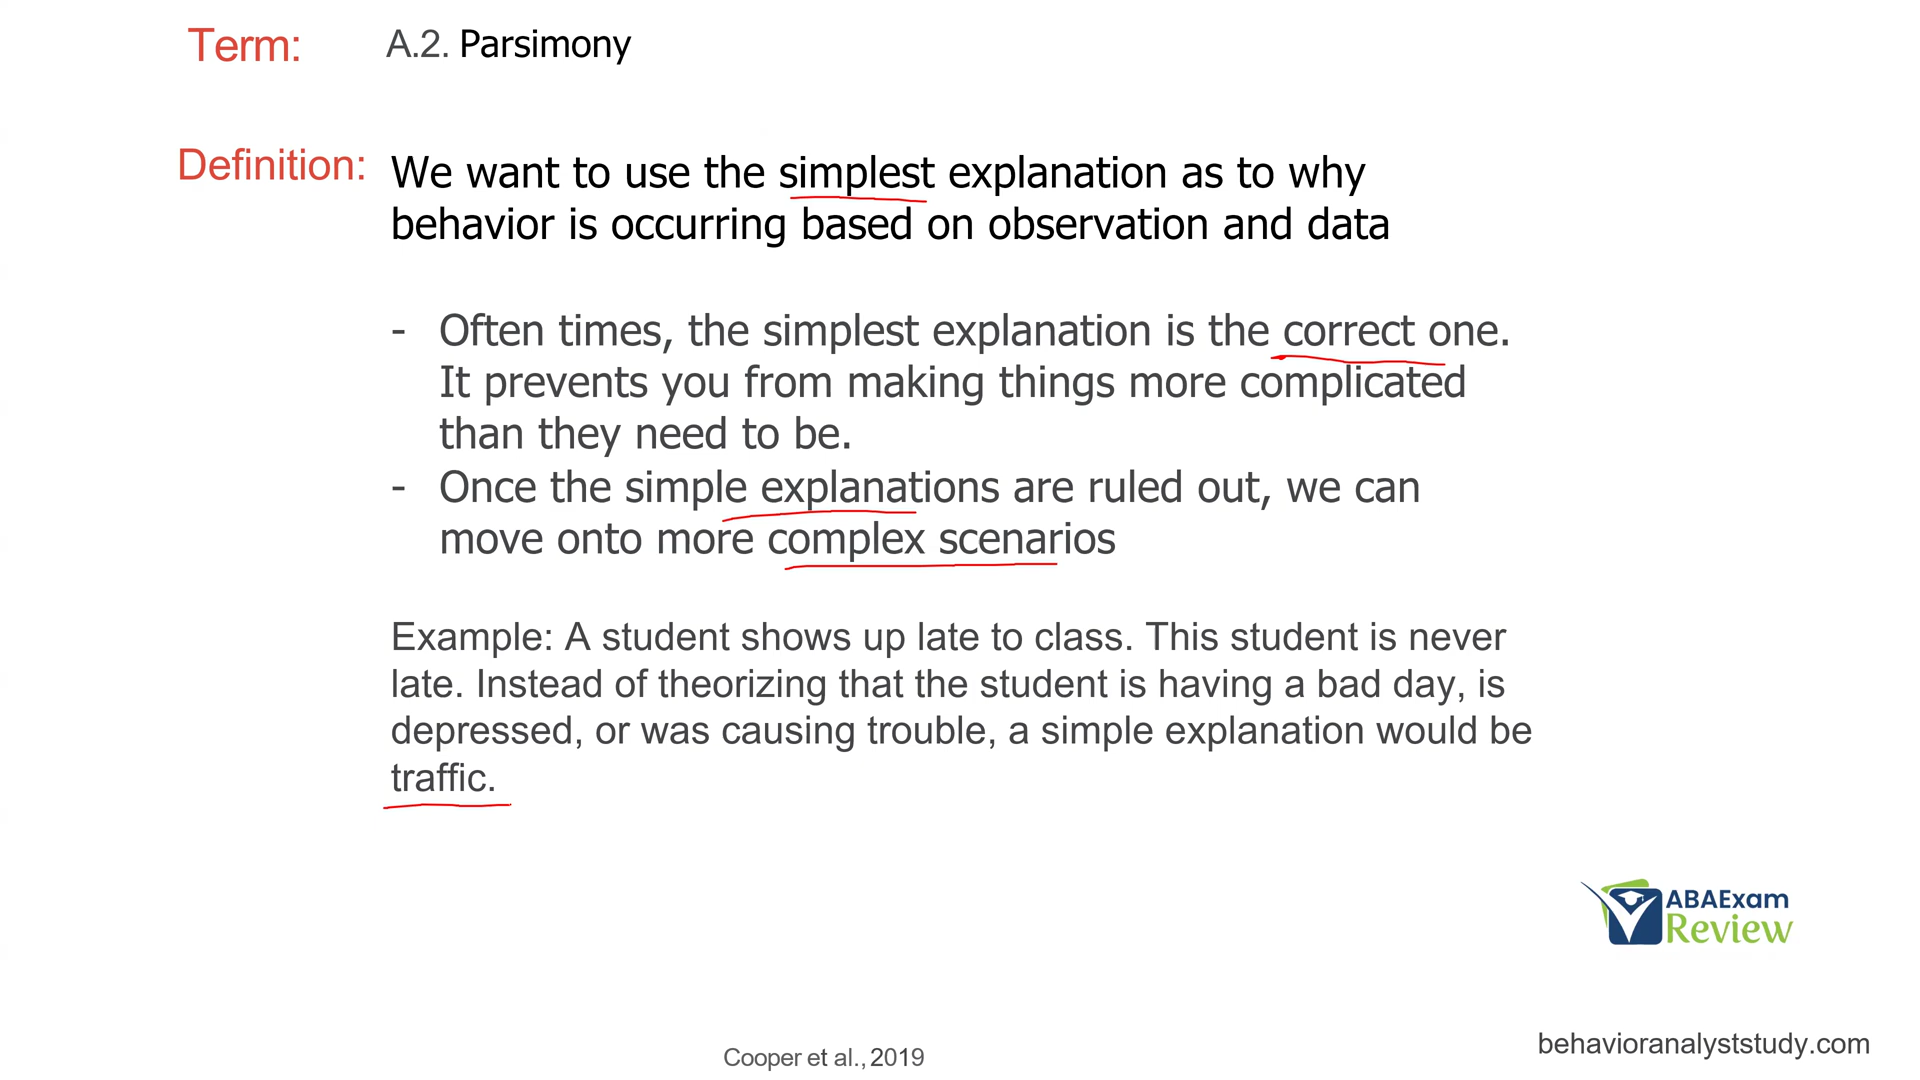 Term: A.2. Parsimony
Definition: We want to use the simplest explanation as to why
behavior is occurring based on observation and data
- Often times, the simplest explanation is the correct one.
It prevents you from making things more complicated
than they need to be.
- Once the simple explanations are ruled out, we can
move onto more complex scenarios
Example: A student shows up late to class. This student is never
late. Instead of theorizing that the student is having a bad day, is
depressed, or was causing trouble, a simple explanation would be
traffic.
ABAExam
Review
behavioranalyststudy.com
Cooper et al., 2019